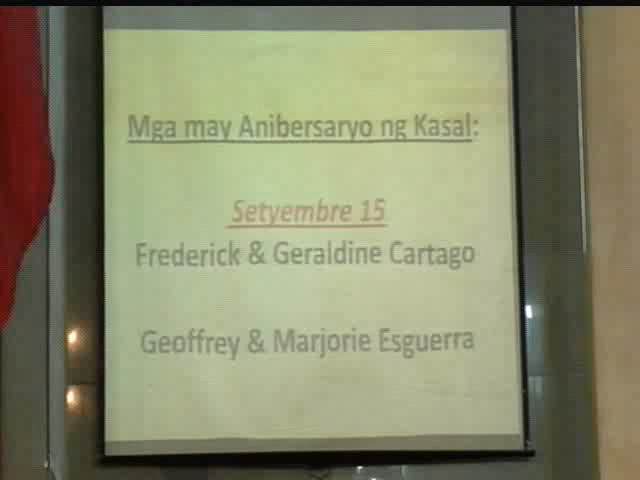 Mga may Anibersaryo ng Kasal:
Setyembre 15
Frederick & Geraldine Cartago
Geoffrey & Marjorie Esguerra